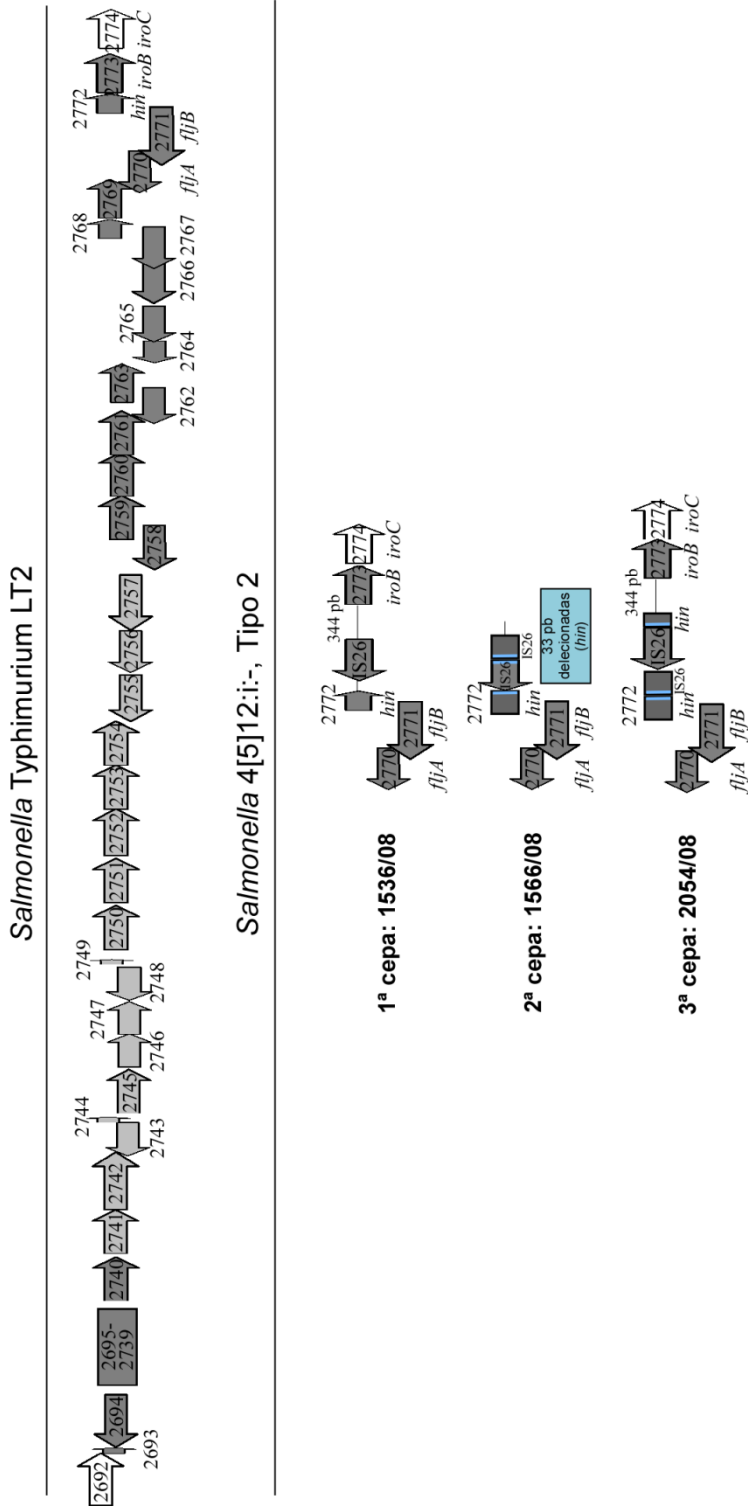 Salmonella Typhimurium LT2
2692
2693
2694
2695-
2739
2740
2741
2742
2743
2744
2745
2746
2747
2748
2749
2750
2751
2752
2753
2754
2755
2756
2757
2758
2759
2760
2761
2762
2763
2764
2765
2766
2767
2768
2769
2770
fljA
2771
fljB
2772
hin
2773
iroB
2774
iroC
Salmonella 4[5]12:i:-, Tipo 2
1ª cepa: 1536/08
2770
fljA
2771
fljB
hin
2772
IS26
344 pb
2773
iroB
2774
iroC
2ª cepa: 1566/08
2770
fljA
2771
fljB
2772
hin
IS26
IS26
33 pb
delecionadas
(hin)
3ª cepa: 2054/08
2770
fljA
2771
fljB
2772
hin
IS26
IS26
hin
344 pb
2773
iroB
2774
iroC